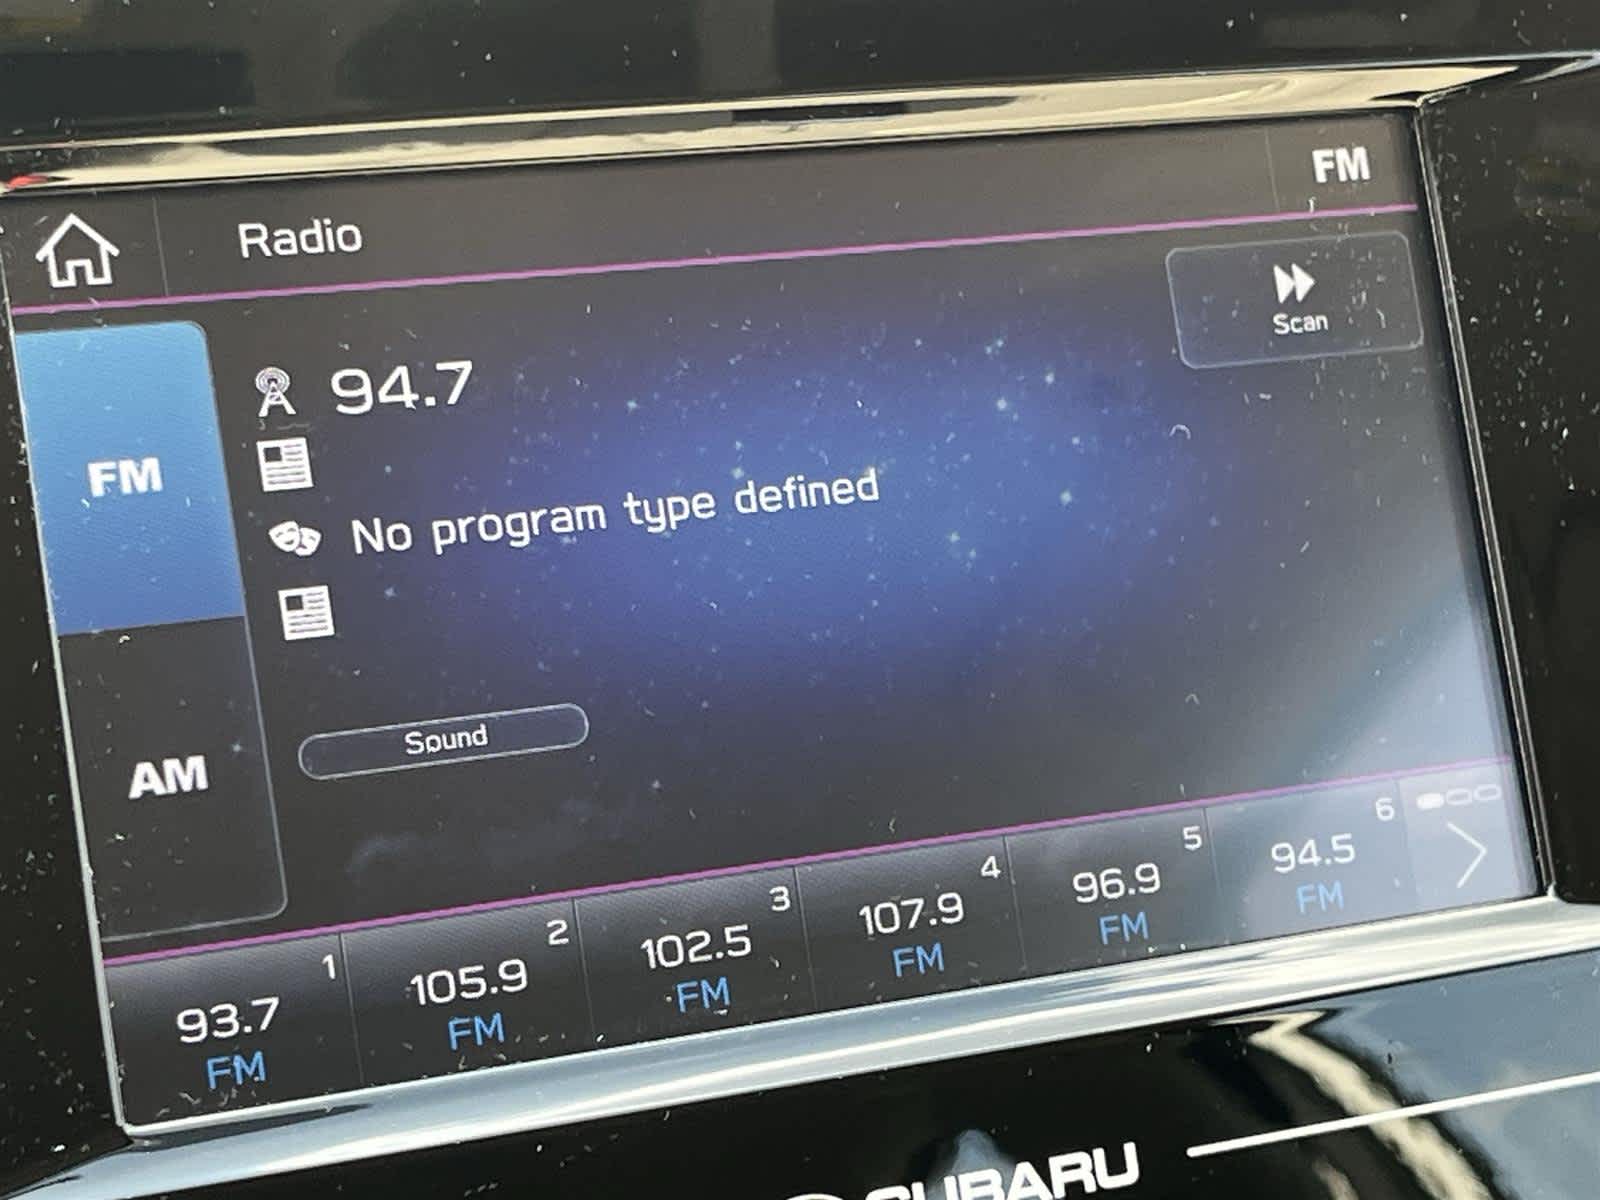 Radio
FM
Scan
94.7
FM
No program type defined
AM
Sound
1
93.7
FM
2
105.9
FM
3
102.5
FM
4
107.9
FM
5
96.9
FM
6
94.5
FM
SUBARU